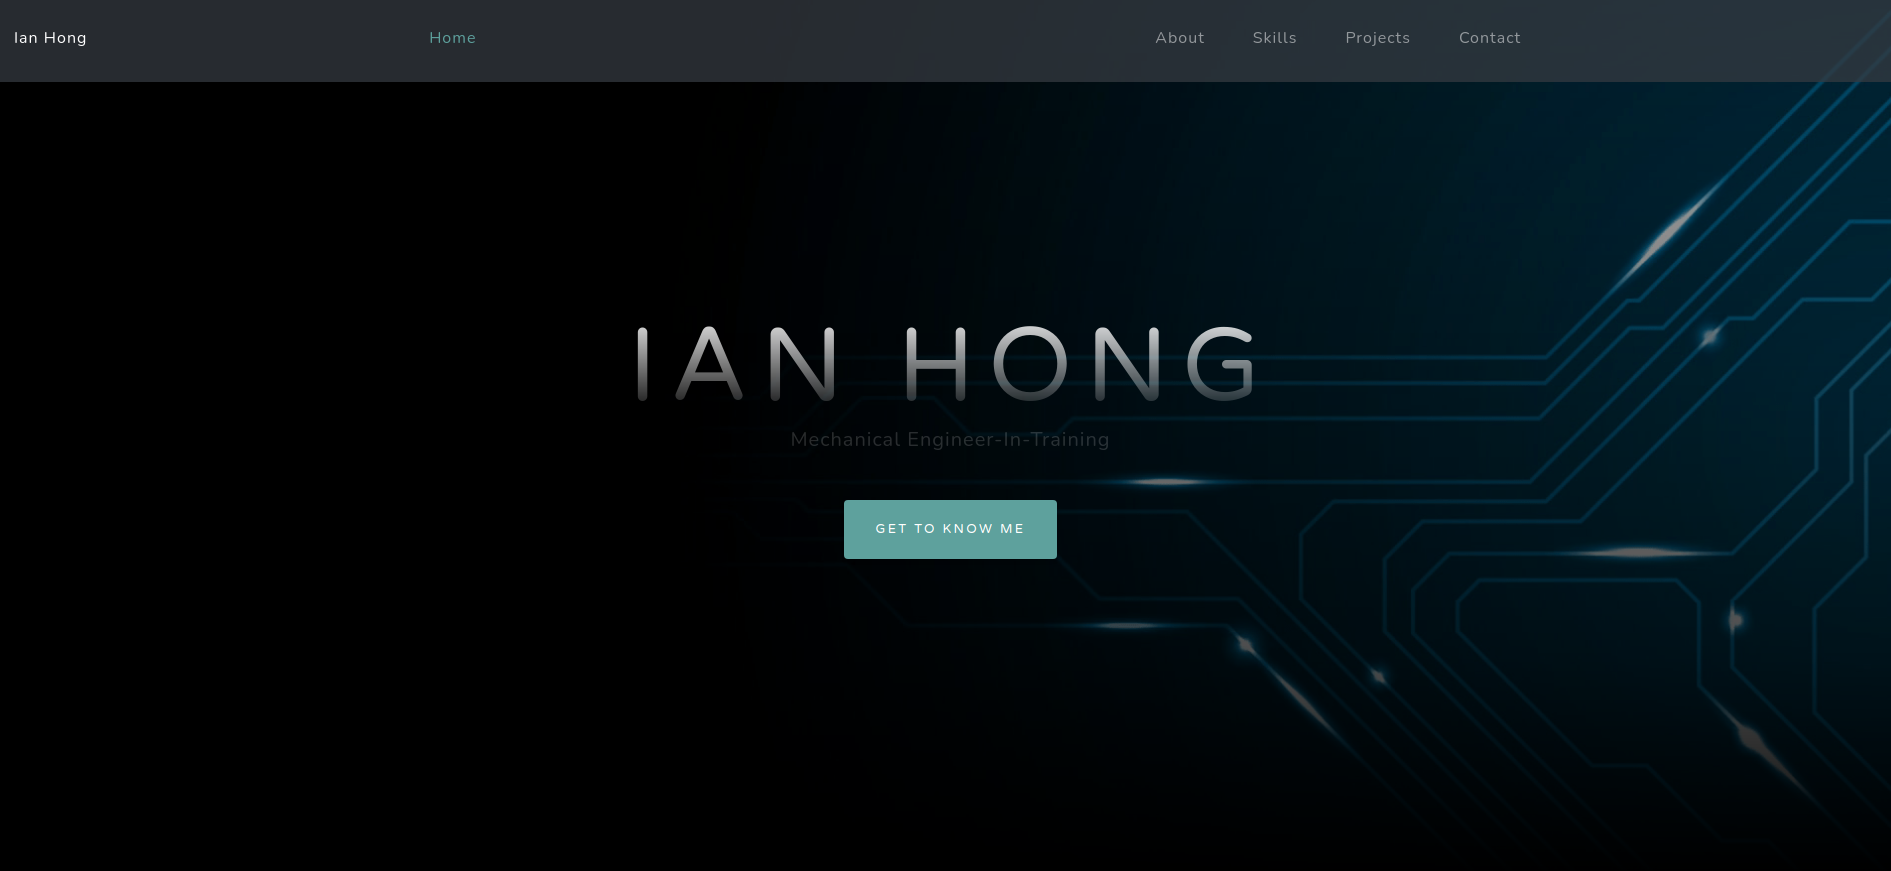 Ian Hong Home About Skills Projects Contact
IAN HONG
Mechanical Engineer-In-Training
GET TO KNOW ME